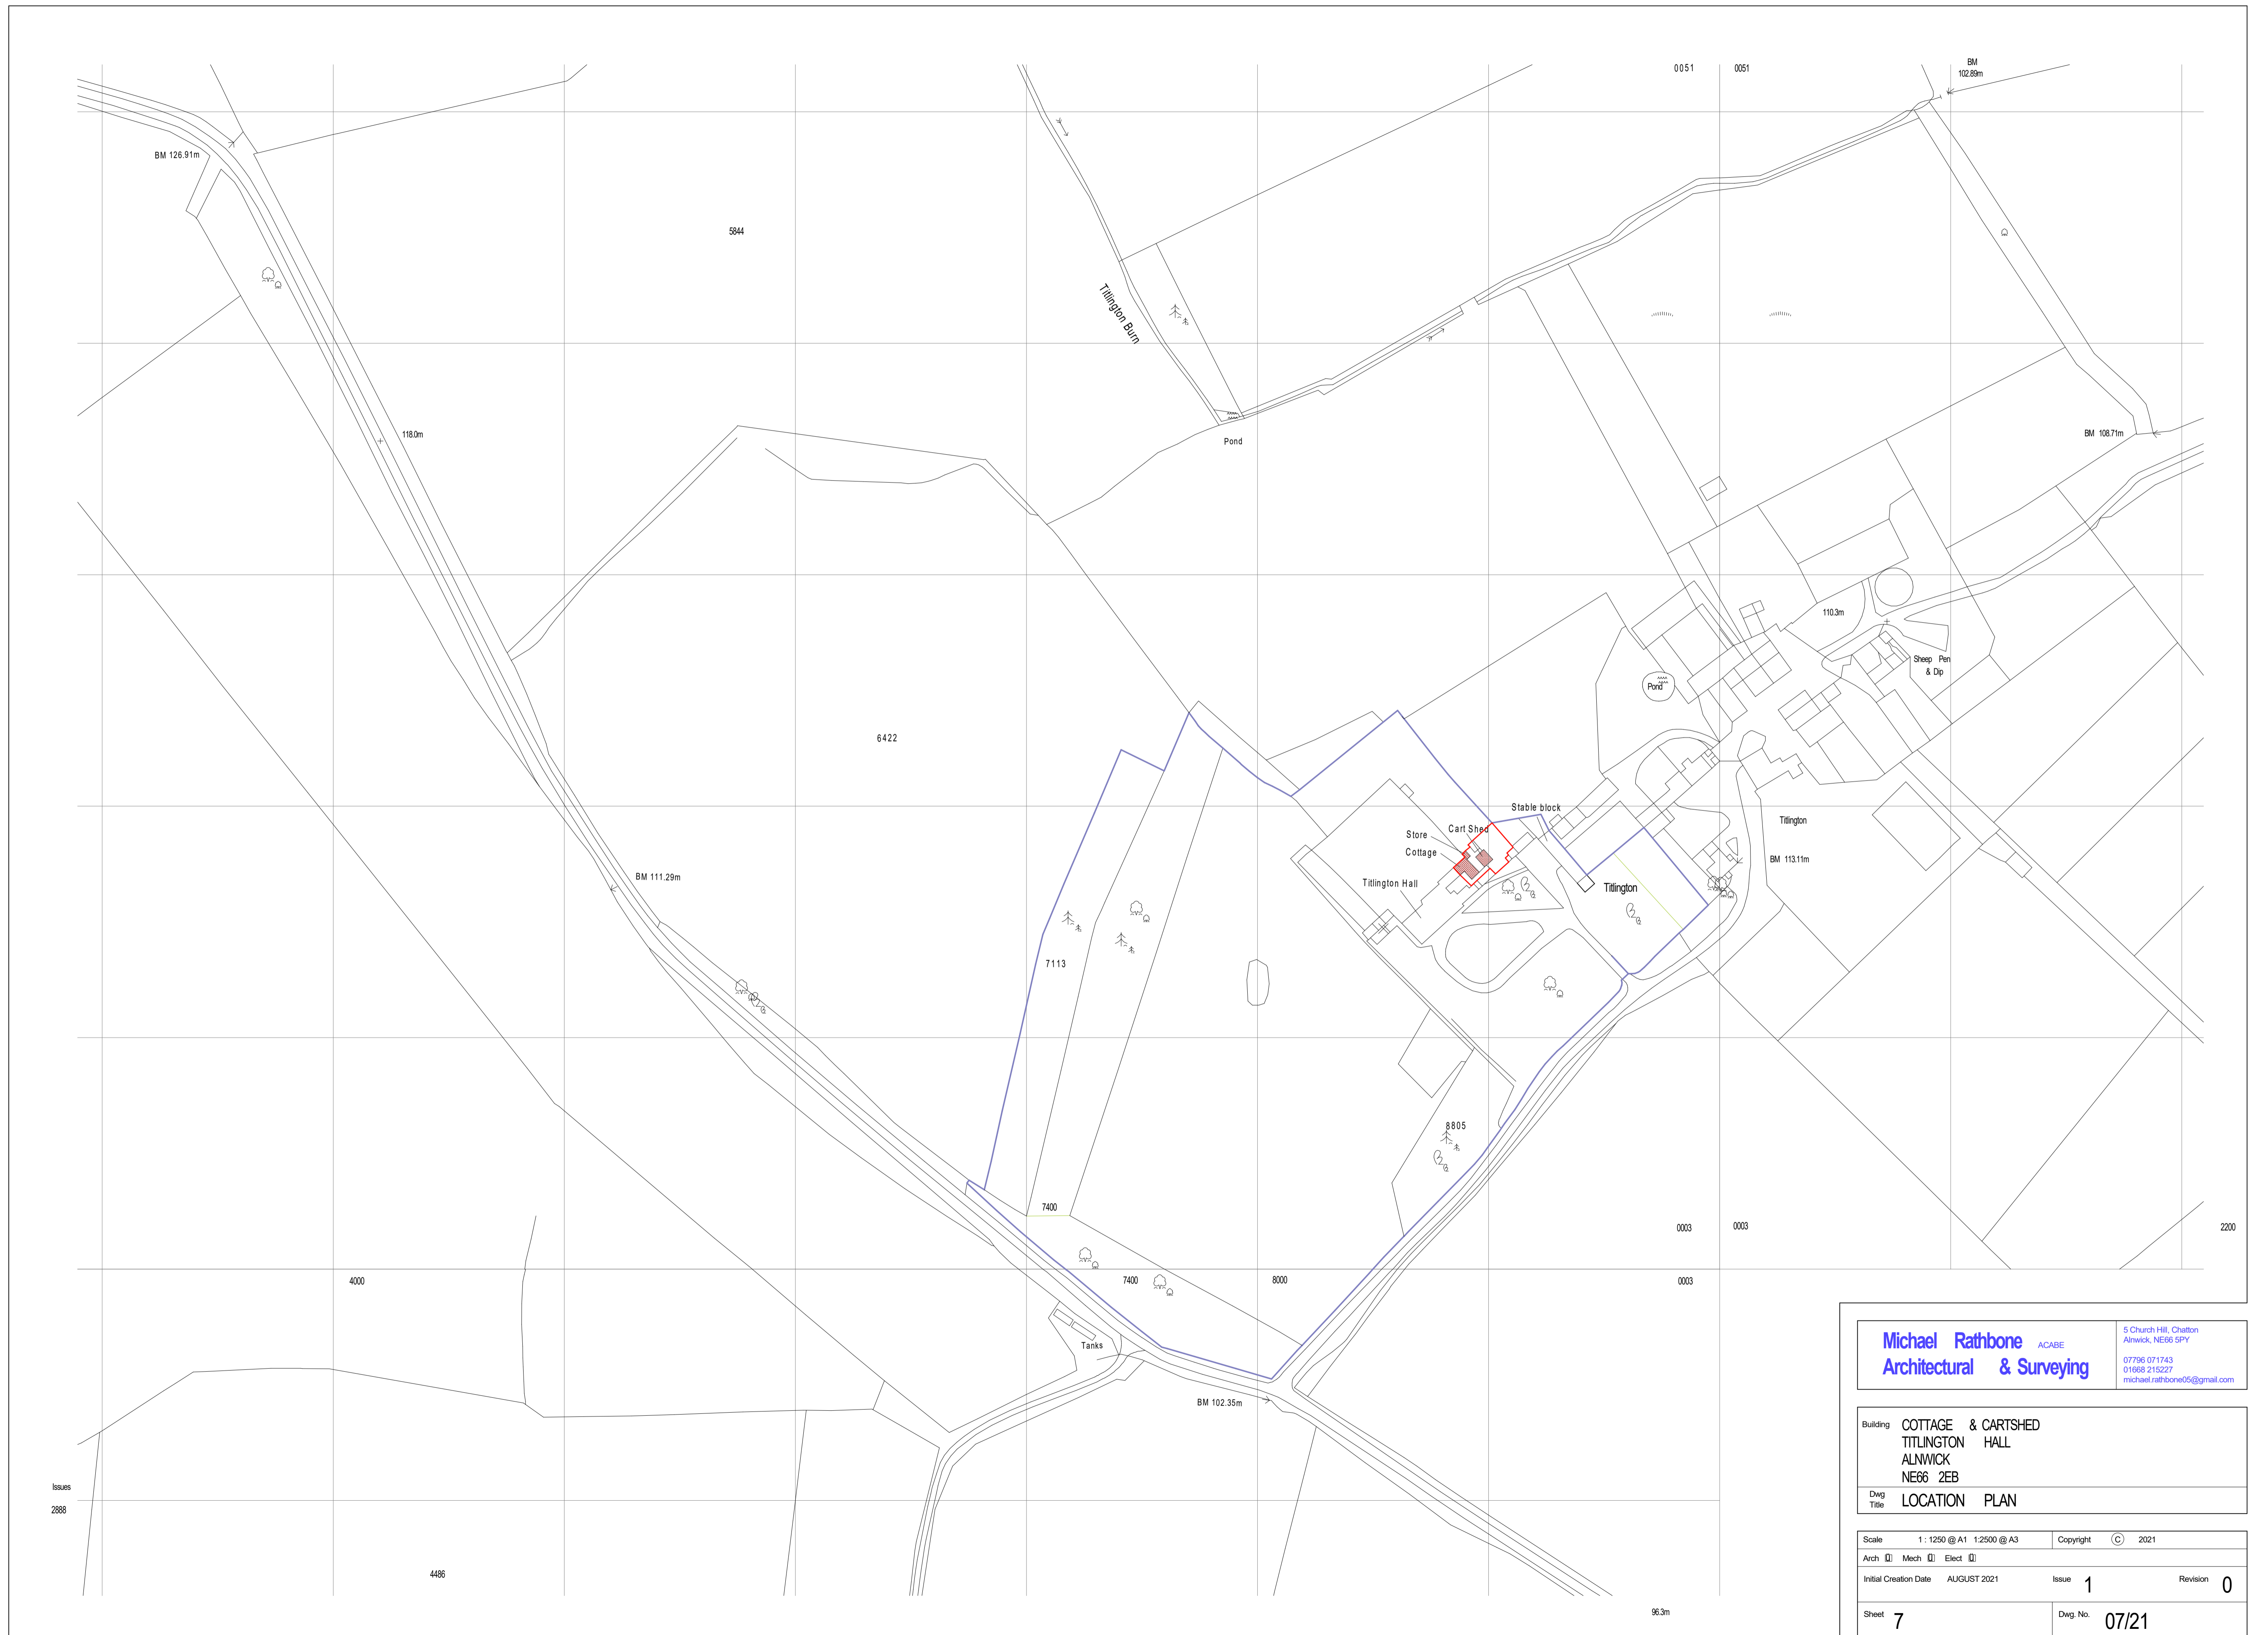 0051
0051
BM
102.89m
BM 126.91m
5844
Titlington Burn
118.0m
Pond
BM 108.71m
110.3m
Sheep Pen
& Dip
Pond
6422
Stable block
Cart Shed
Store
Cottage
Titlington Hall
Titlington
Titlington
BM 113.11m
BM 111.29m
7113
8805
7400
0003
0003
2200
4000
7400
8000
0003
Tanks
BM 102.35m
Issues
2888
4486
96.3m
Michael Rathbone ACABE
Architectural & Surveying
5 Church Hill, Chatton
Alnwick, NE66 5PY
07796 071743
01668 215227
michael.rathbone05@gmail.com
Building COTTAGE & CARTSHED
TITLINGTON HALL
ALNWICK
NE66 2EB
Dwg
Title LOCATION PLAN
Scale 1 : 1250 @ A1 1:2500 @ A3 Copyright C 2021
Arch Mech Elect
Initial Creation Date AUGUST 2021 Issue 1 Revision 0
Sheet 7 Dwg. No. 07/21